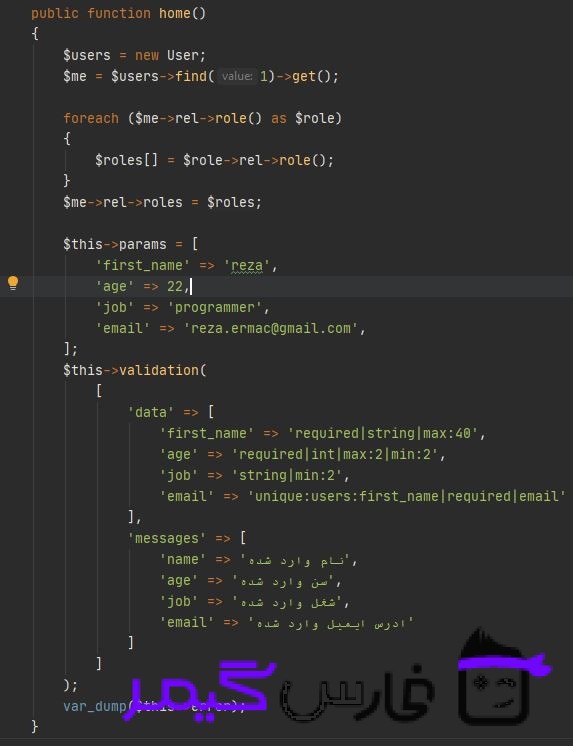 public function home()
{
$users = new User;
$me = $users->find( value: 1)->get();
foreach ($me->rel->role() as $role)
{
$roles[] = $role->rel->role();
}
$me->rel->roles = $roles;
$this->params = [
'first_name' => 'reza',
'age' => 22,
'job' => 'programmer',
'email' => 'reza.ermac@gmail.com',
];
$this->validation(
[
'data' => [
'first_name' => 'required|string|max:40',
'age' => 'required|int|max:2|min:2',
'job' => 'string|min:2',
'email' => 'unique:users:first_name|required|email'
],
'messages' => [
'name' => 'نام وارد شده',
'age' => 'سن وارد شده',
'job' => 'شغل وارد شده',
'email' => 'ادرس ایمیل وارد شده'
]
]
);
var_dump($this->error);
}
فارس گیمر